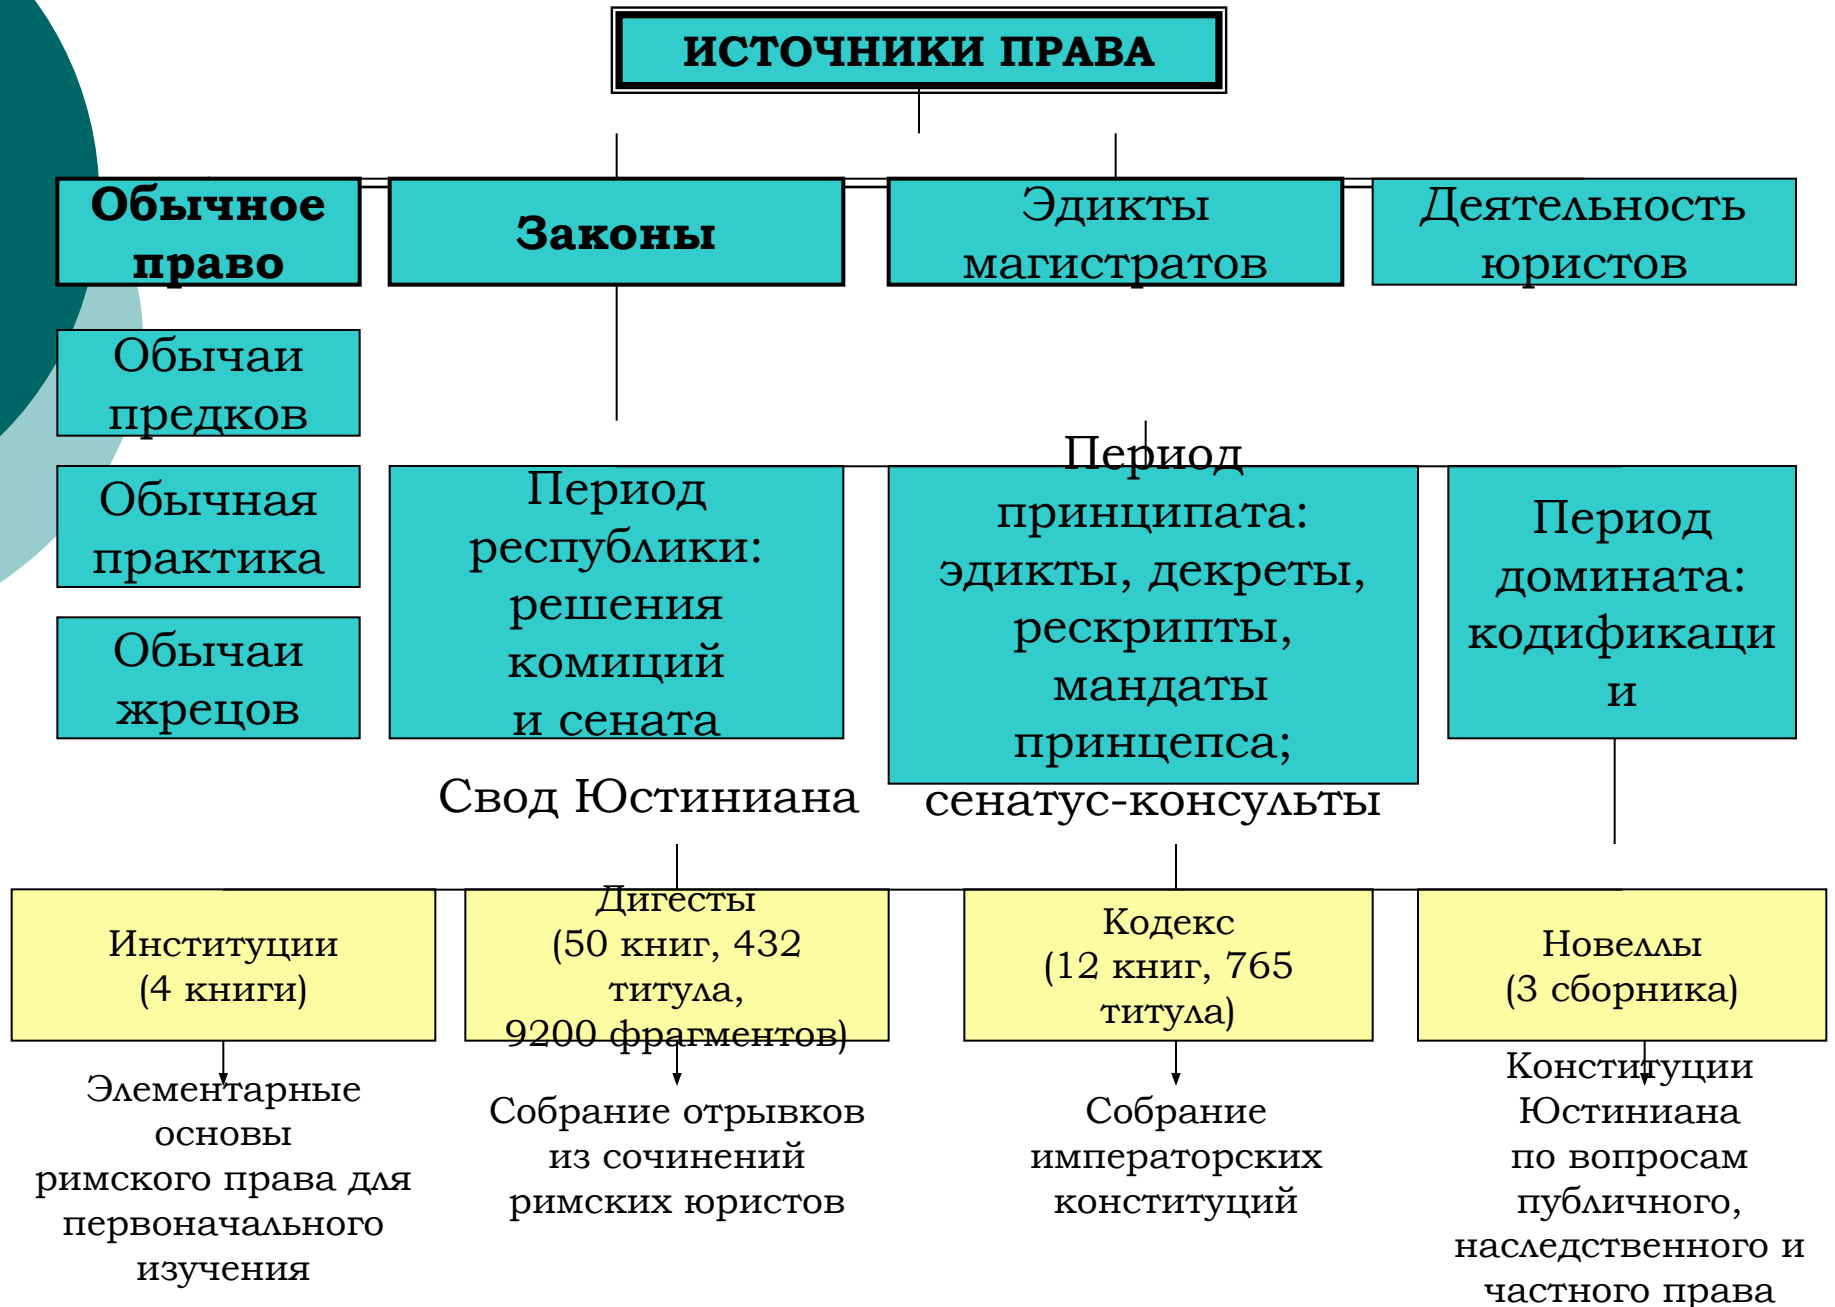 ИСТОЧНИКИ ПРАВА
Обычное
право
Законы
Эдикты
магистратов
Деятельность
юристов
Обычаи
предков
Обычная
практика
Обычаи
жрецов
Период
республики:
решения
комиций
и сената
Период
принципата:
эдикты, декреты,
рескрипты,
мандаты
принцепса;
сенатус-консульты
Период
домината:
кодификаци
и
Свод Юстиниана
Институции
(4 книги)
Дигесты
(50 книг, 432
титула,
9200 фрагментов)
Кодекс
(12 книг, 765
титула)
Новеллы
(3 сборника)
Элементарные
основы
римского права для
первоначального
изучения
Собрание отрывков
из сочинений
римских юристов
Собрание
императорских
конституций
Конституции
Юстиниана
по вопросам
публичного,
наследственного и
частного права